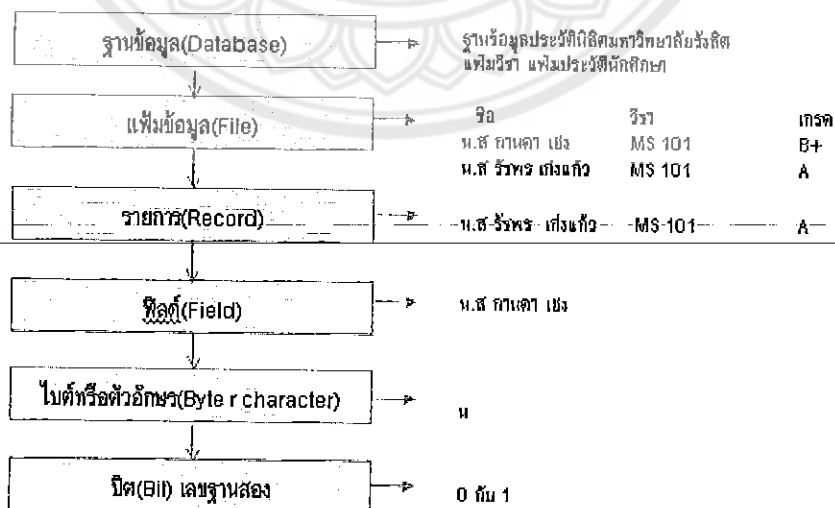 ฐานข้อมูล(Database)
ฐานข้อมูลประวัตินิสิตมหาวิทยาลัยรังสิต
แฟ้มวิชา แฟ้มประวัตินักศึกษา
แฟ้มข้อมูล(File)
ชื่อ วิชา เกรด
น.ส กานดา เช่ง MS 101 B+
น.ส รัชพร เก่งแก้ว MS 101 A
รายการ(Record)
น.ส รัชพร เก่งแก้ว MS 101 A
ฟิลด์(Field)
น.ส กานดา เช่ง
ไบต์หรือตัวอักษร(Byte r character)
น
บิต(Bil) เลขฐานสอง
0 กับ 1